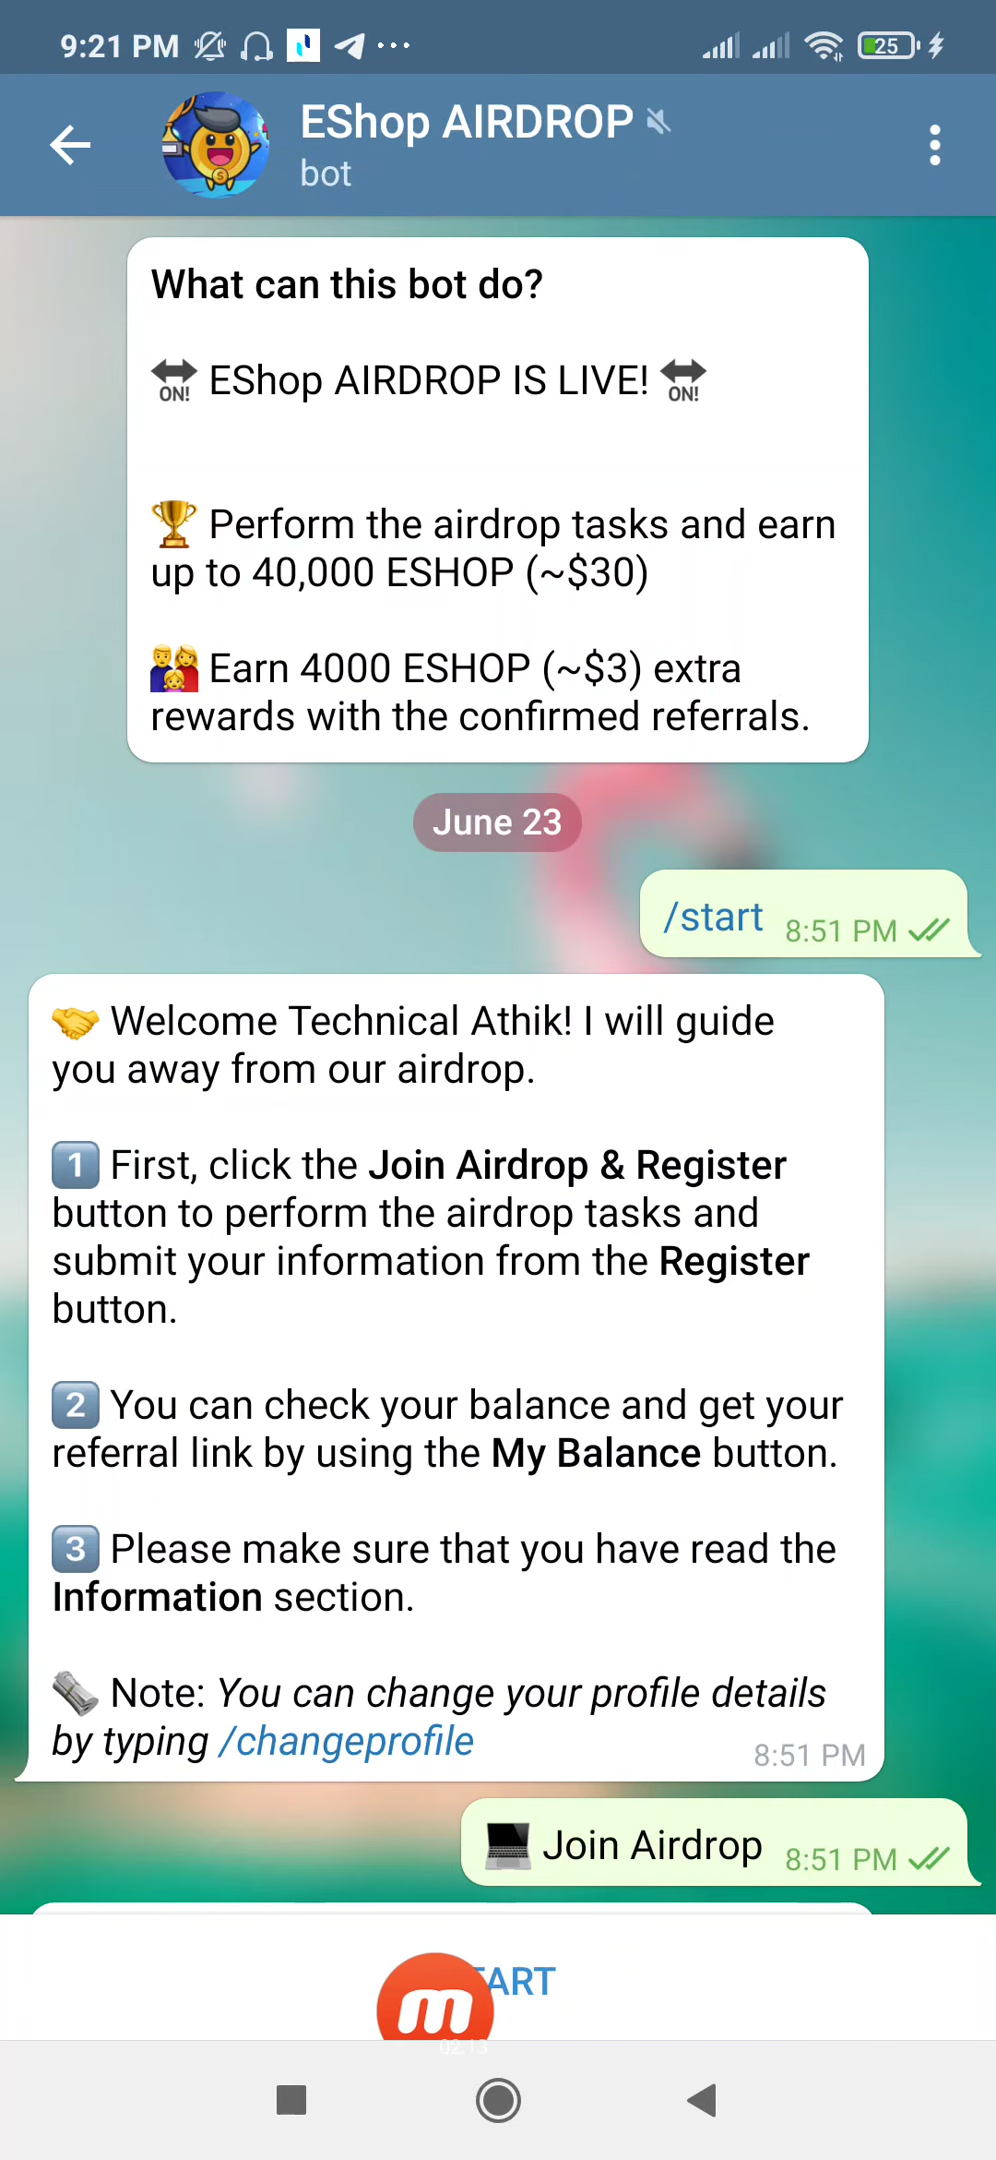 9:21 PM
25
EShop AIRDROP
bot
What can this bot do?
ON! EShop AIRDROP IS LIVE! ON!
Perform the airdrop tasks and earn
up to 40,000 ESHOP (~$30)
Earn 4000 ESHOP (~$3) extra
rewards with the confirmed referrals.
June 23
/start 8:51 PM
Welcome Technical Athik! I will guide
you away from our airdrop.
1 First, click the Join Airdrop & Register
button to perform the airdrop tasks and
submit your information from the Register
button.
2 You can check your balance and get your
referral link by using the My Balance button.
3 Please make sure that you have read the
Information section.
Note: You can change your profile details
by typing /changeprofile
8:51 PM
Join Airdrop 8:51 PM
ART
m
02:13